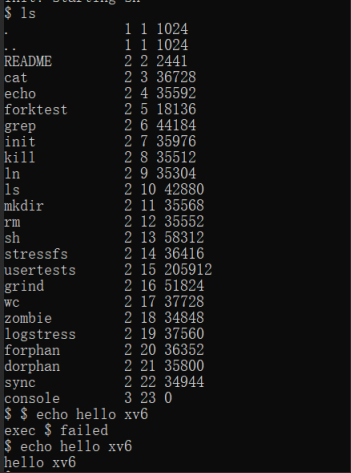 init: starting sh
$ ls
. 1 1 1024
.. 1 1 1024
README 2 2 2441
cat 2 3 36728
echo 2 4 35592
forktest 2 5 18136
grep 2 6 44184
init 2 7 35976
kill 2 8 35512
ln 2 9 35304
ls 2 10 42880
mkdir 2 11 35568
rm 2 12 35552
sh 2 13 58312
stressfs 2 14 36416
usertests 2 15 205912
grind 2 16 51824
wc 2 17 37728
zombie 2 18 34848
logstress 2 19 37560
forphan 2 20 36352
dorphan 2 21 35800
sync 2 22 34944
console 3 23 0
$ $ echo hello xv6
exec $ failed
$ echo hello xv6
hello xv6